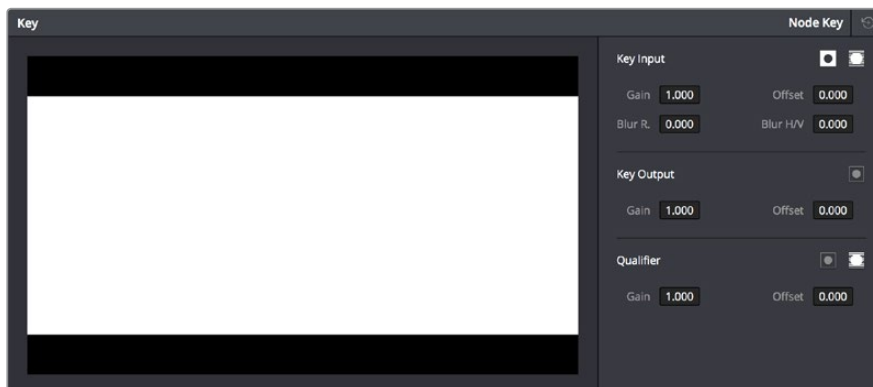 Key Node Key
Key Input
Gain 1.000 Offset 0.000
Blur R. 0.000 Blur H/V 0.000
Key Output
Gain 1.000 Offset 0.000
Qualifier
Gain 1.000 Offset 0.000